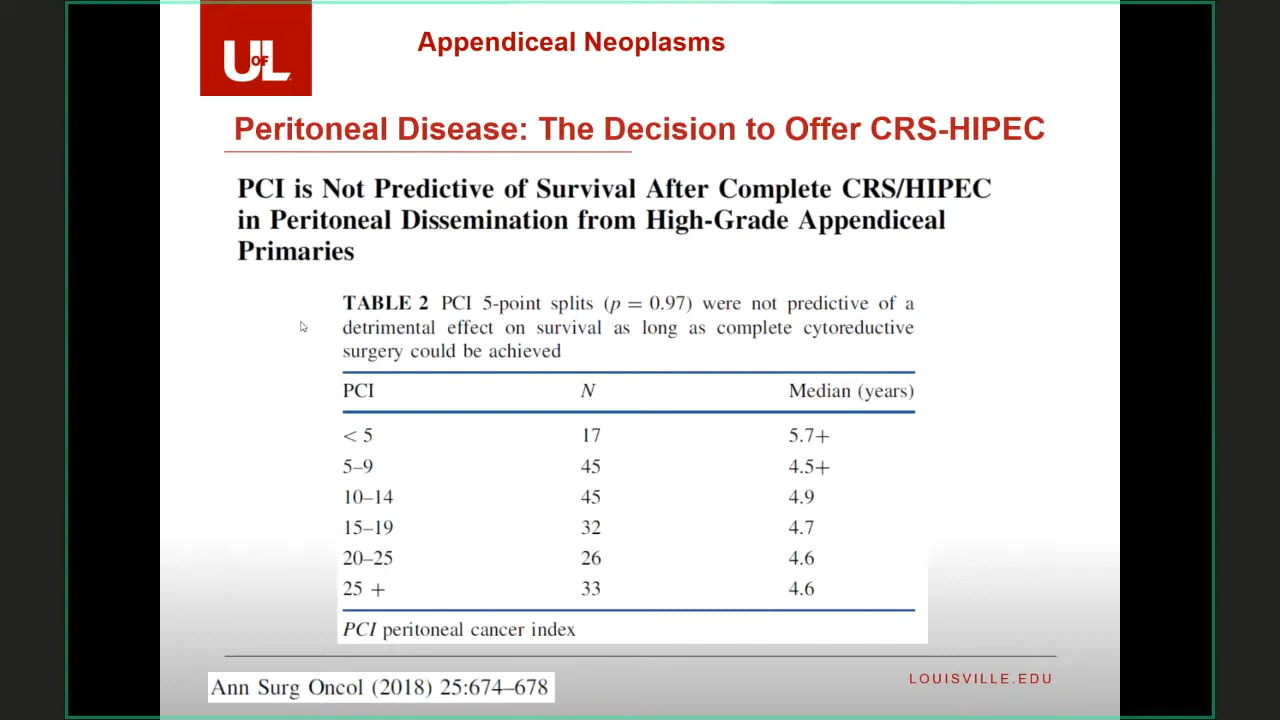 UOFL
Appendiceal Neoplasms
Peritoneal Disease: The Decision to Offer CRS-HIPEC
PCI is Not Predictive of Survival After Complete CRS/HIPEC
in Peritoneal Dissemination from High-Grade Appendiceal
Primaries
TABLE 2 PCI 5-point splits (p = 0.97) were not predictive of a
detrimental effect on survival as long as complete cytoreductive
surgery could be achieved
PCI N Median (years)
< 5 17 5.7+
5–9 45 4.5+
10–14 45 4.9
15–19 32 4.7
20–25 26 4.6
25 + 33 4.6
PCI peritoneal cancer index
Ann Surg Oncol (2018) 25:674–678
LOUISVILLE.EDU